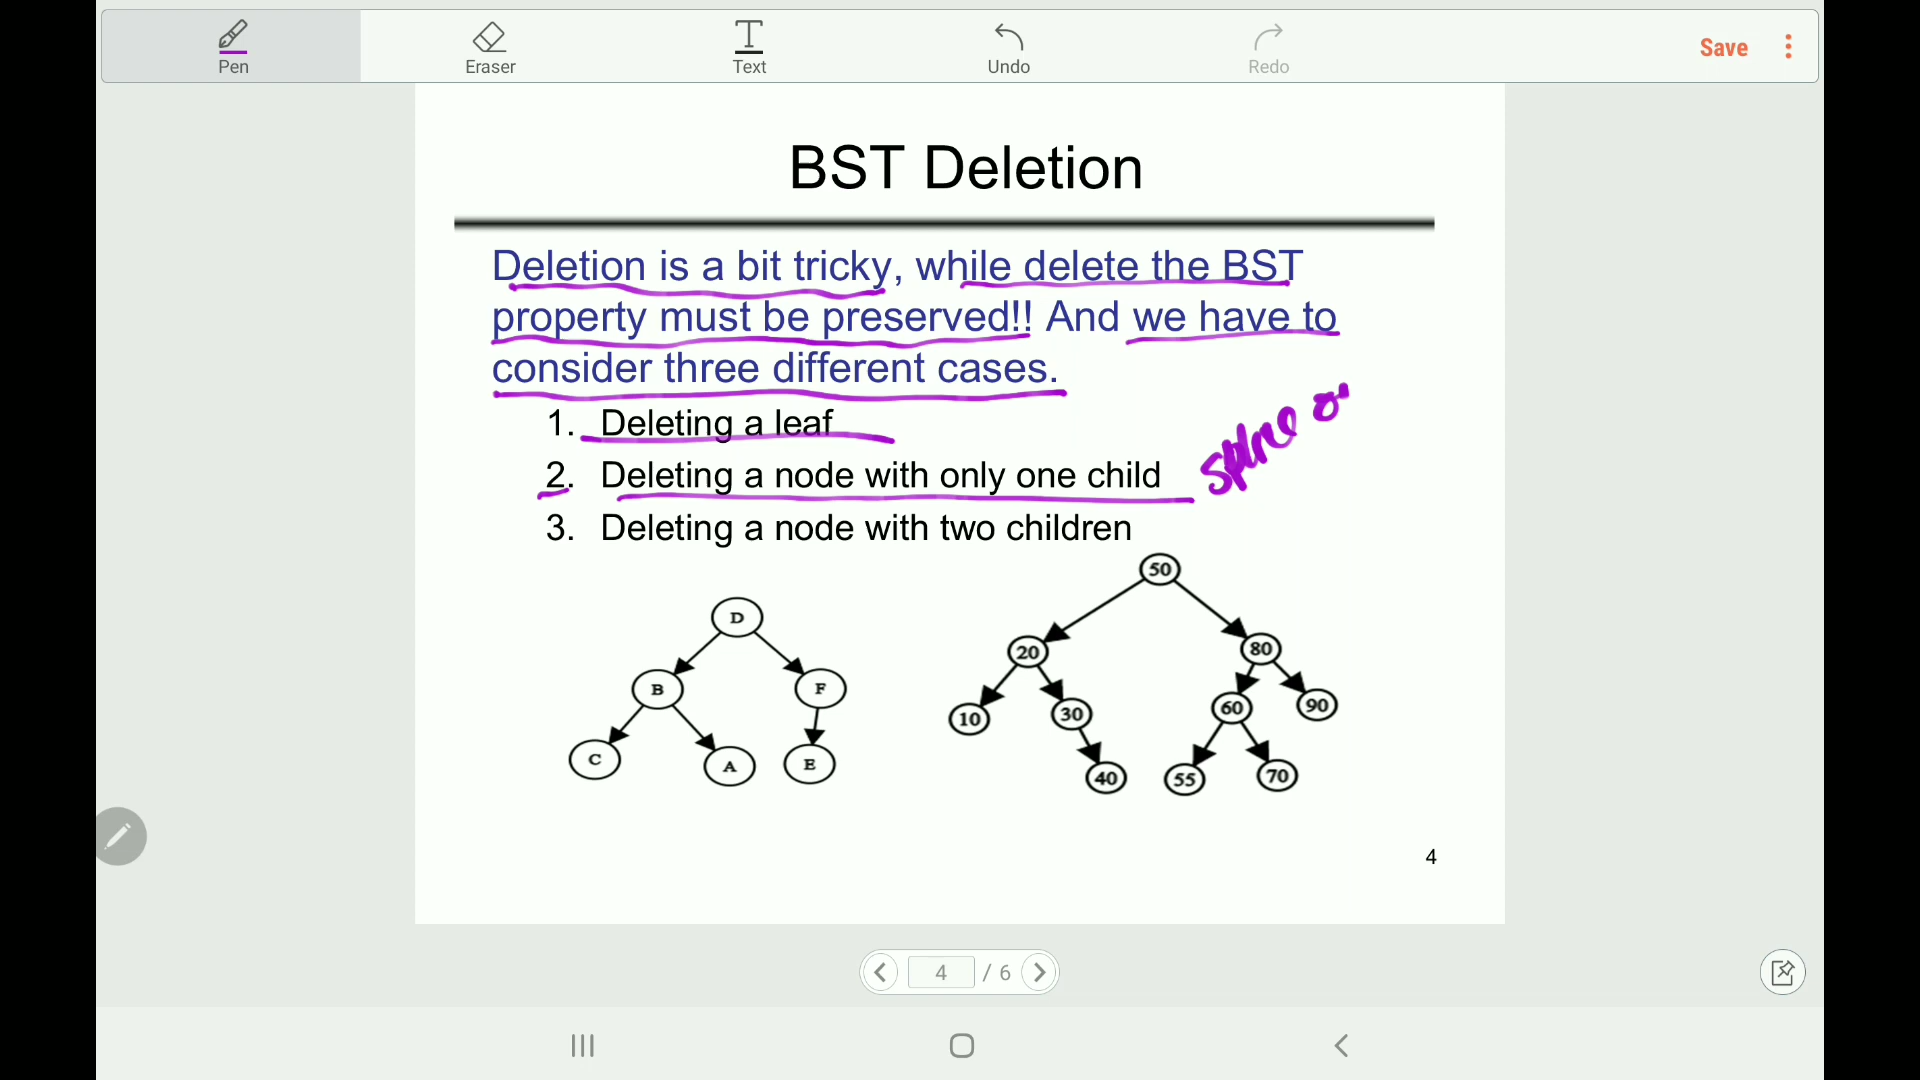 Pen
Eraser
Text
Undo
Redo
Save
BST Deletion
Deletion is a bit tricky, while delete the BST
property must be preserved!! And we have to
consider three different cases.
1. Deleting a leaf
2. Deleting a node with only one child
3. Deleting a node with two children
50
D
20
80
B
F
10
30
60
90
C
A
E
40
55
70
4
4 / 6